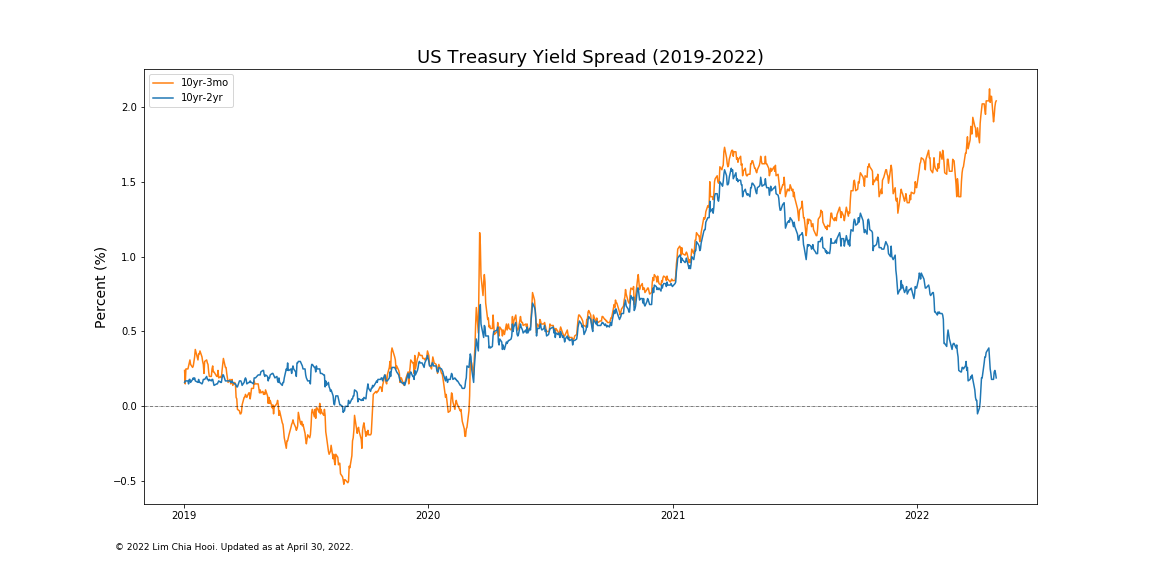 US Treasury Yield Spread (2019-2022)
10yr-3mo
10yr-2yr
Percent (%)
2.0
1.5
1.0
0.5
0.0
−0.5
2019
2020
2021
2022
© 2022 Lim Chia Hooi. Updated as at April 30, 2022.